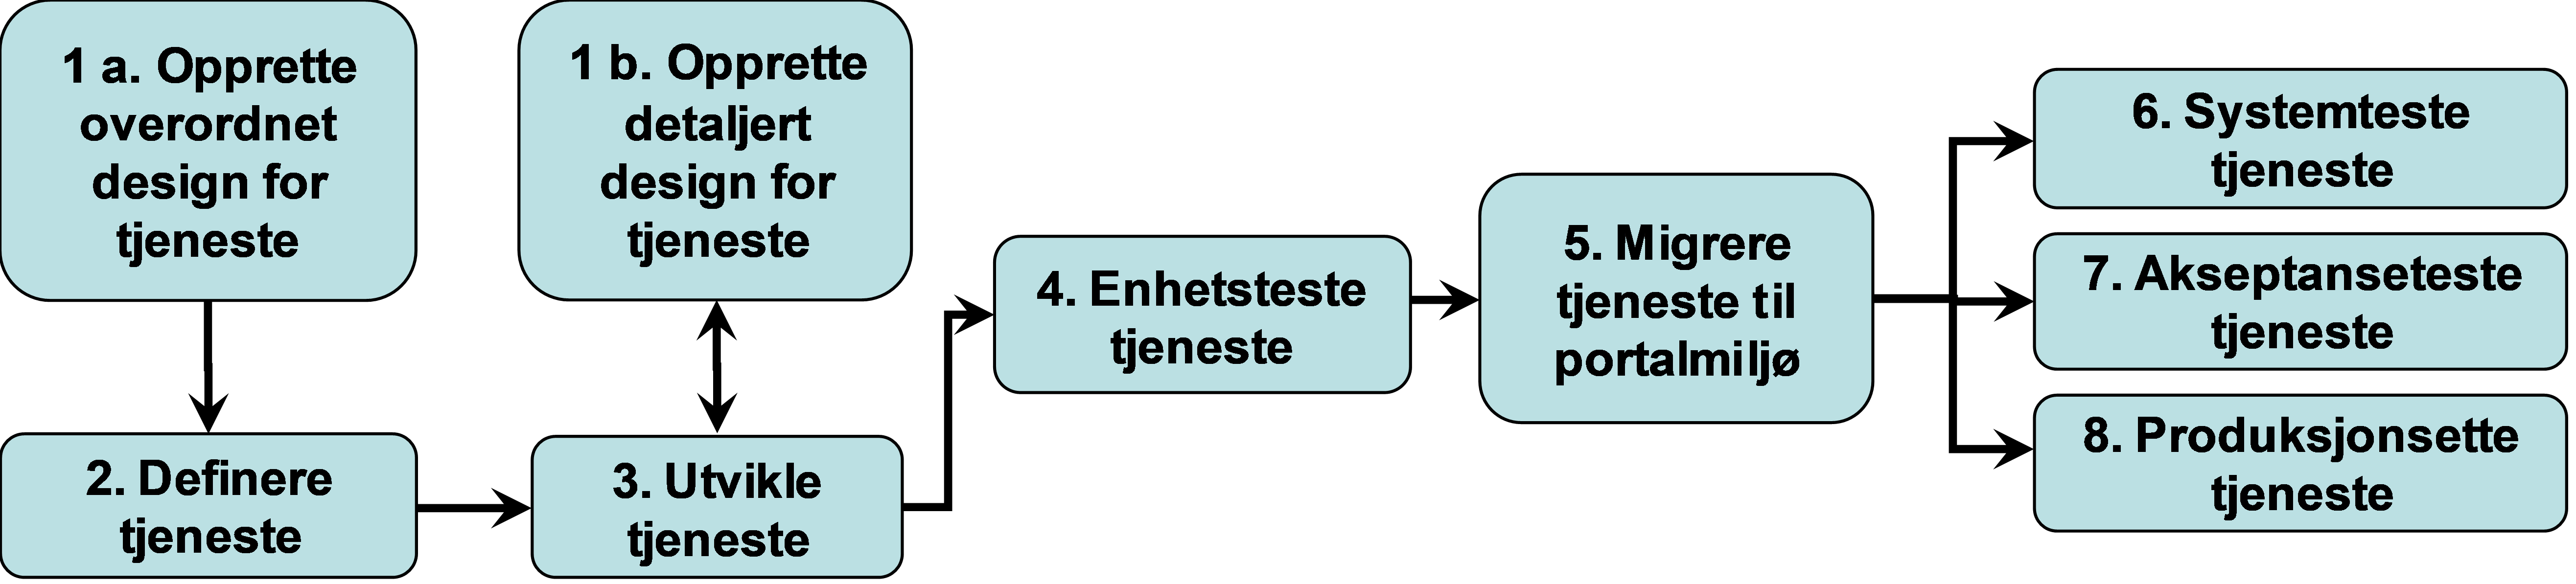 1 a. Opprette
overordnet
design for
tjeneste
1 b. Opprette
detaljert
design for
tjeneste
2. Definere
tjeneste
3. Utvikle
tjeneste
4. Enhetsteste
tjeneste
5. Migrere
tjeneste til
portalmiljø
6. Systemteste
tjeneste
7. Akseptanseteste
tjeneste
8. Produksjonsette
tjeneste